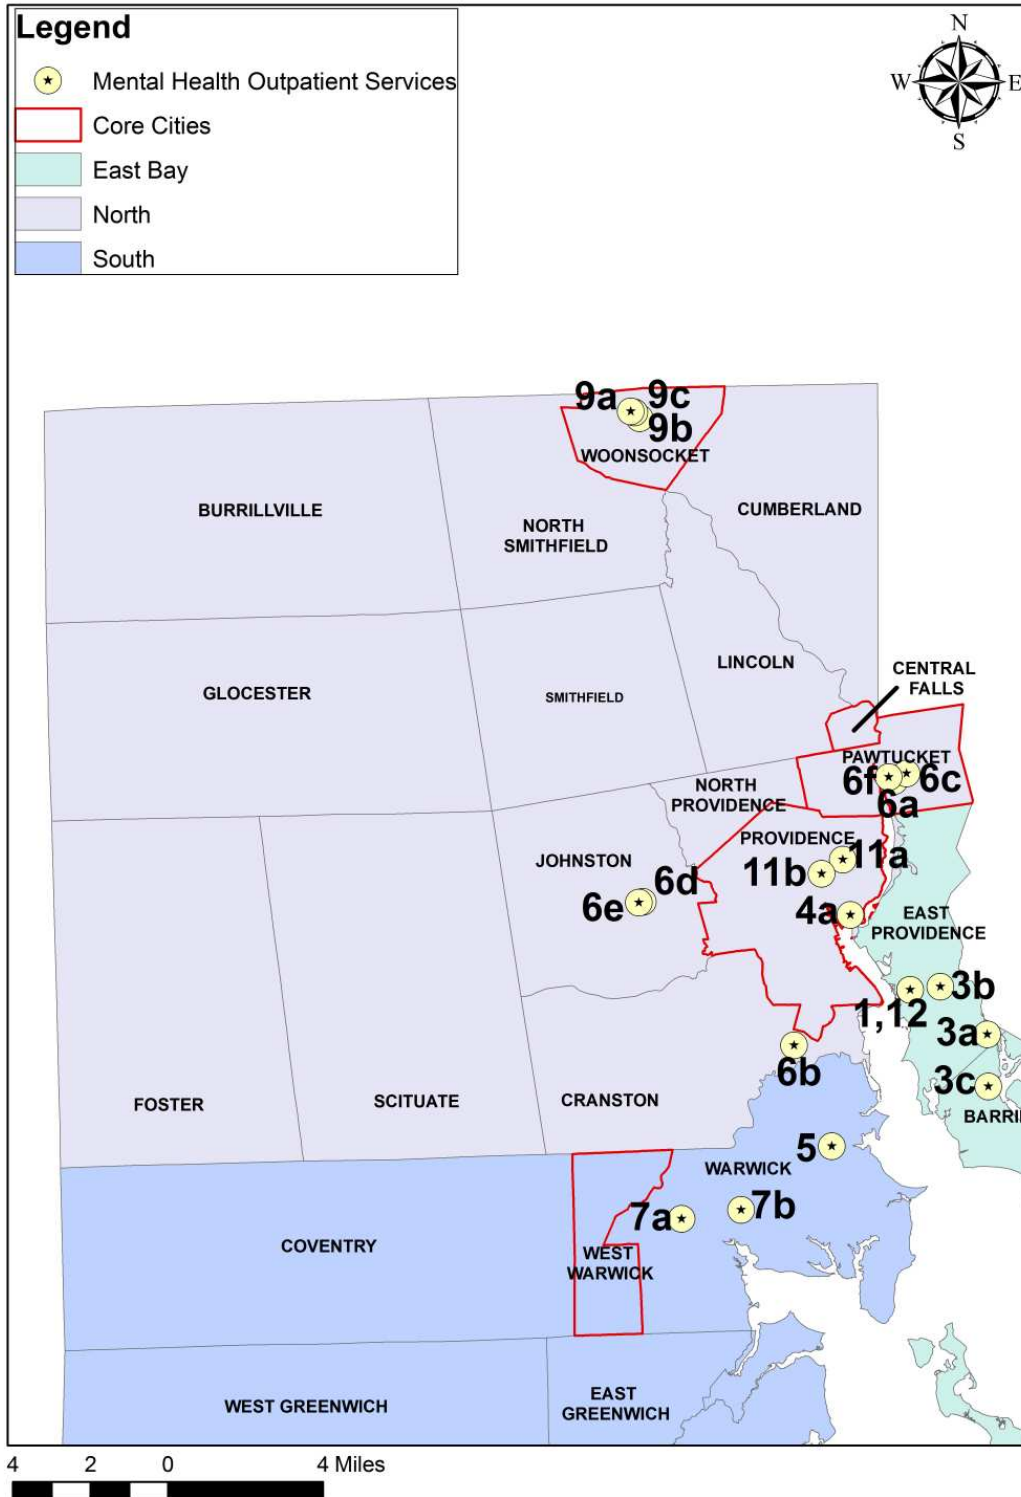 Legend
Mental Health Outpatient Services
Core Cities
East Bay
North
South
N
W E
S
9a 9c
9b
WOONSOCKET
BURRILLVILLE
CUMBERLAND
NORTH
SMITHFIELD
LINCOLN
CENTRAL
FALLS
GLOCESTER
SMITHFIELD
PAWTUCKET
6f 6c
6a
NORTH
PROVIDENCE
PROVIDENCE
11a
11b
JOHNSTON
6d
6e
4a
EAST
PROVIDENCE
3b
1,12
3a
6b
3c
BARRI
FOSTER
SCITUATE
CRANSTON
5
WARWICK
7b
7a
COVENTRY
WEST
WARWICK
WEST GREENWICH
EAST
GREENWICH
4 2 0 4 Miles